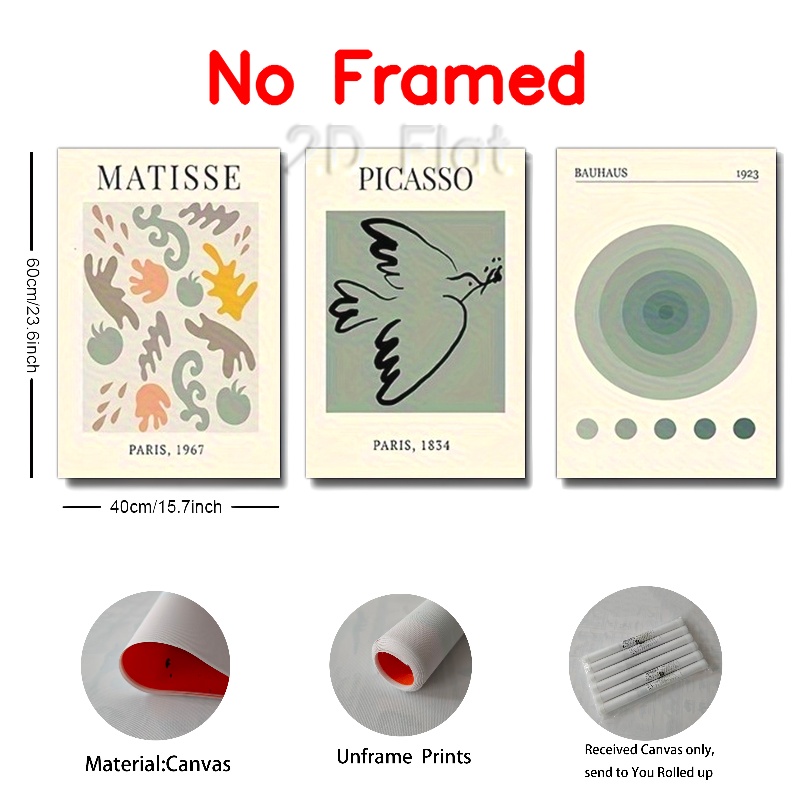 No Framed
2D Flat
MATISSE
PICASSO
BAUHAUS 1923
60cm/23.6inch
PARIS, 1967
PARIS, 1834
40cm/15.7inch
Material:Canvas
Unframe Prints
Received Canvas only,
send to You Rolled up